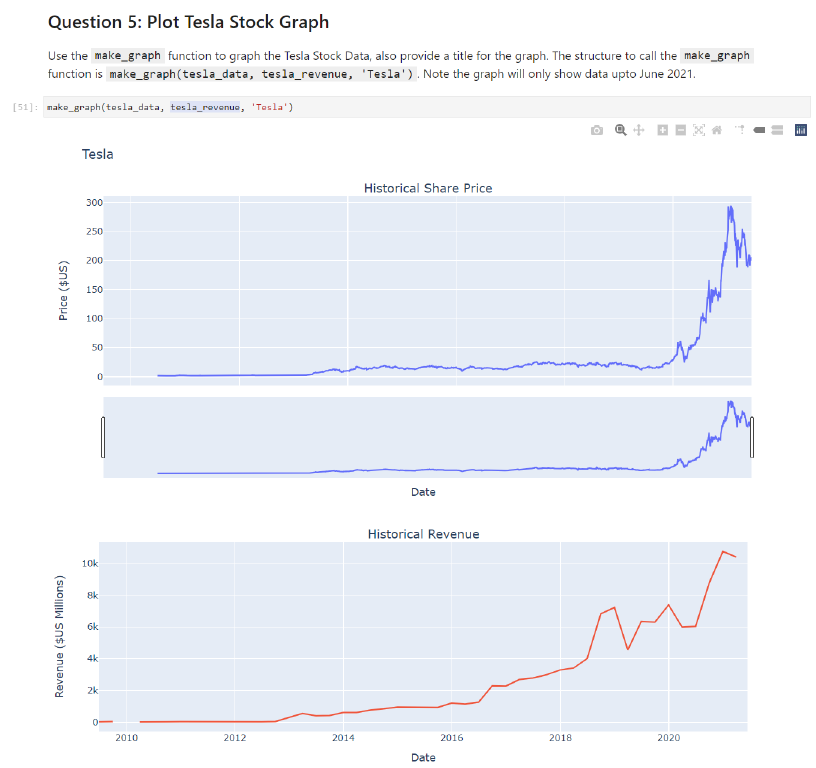 Question 5: Plot Tesla Stock Graph
Use the make_graph function to graph the Tesla Stock Data, also provide a title for the graph. The structure to call the make_graph
function is make_graph(tesla_data, tesla_revenue, 'Tesla') . Note the graph will only show data upto June 2021.
[51]: make_graph(tesla_data, tesla_revenue, 'Tesla')
Tesla
Historical Share Price
300
250
200
150
100
50
0
Price ($US)
Date
Historical Revenue
10k
8k
6k
4k
2k
0
Revenue ($US Millions)
2010 2012 2014 2016 2018 2020
Date